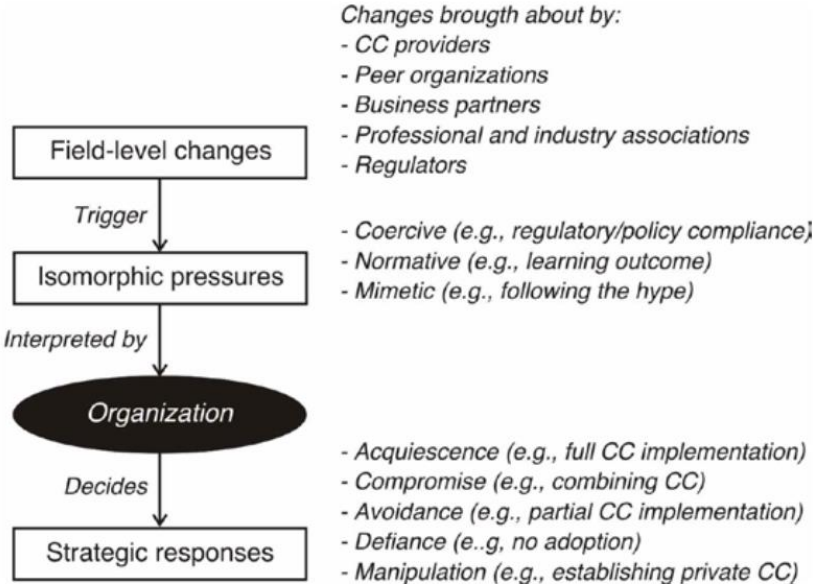 Changes brougth about by:
- CC providers
- Peer organizations
- Business partners
- Professional and industry associations
- Regulators
Field-level changes
Trigger
- Coercive (e.g., regulatory/policy compliance)
- Normative (e.g., learning outcome)
- Mimetic (e.g., following the hype)
Isomorphic pressures
Interpreted by
Organization
Decides
- Acquiescence (e.g., full CC implementation)
- Compromise (e.g., combining CC)
- Avoidance (e.g., partial CC implementation)
- Defiance (e..g, no adoption)
- Manipulation (e.g., establishing private CC)
Strategic responses